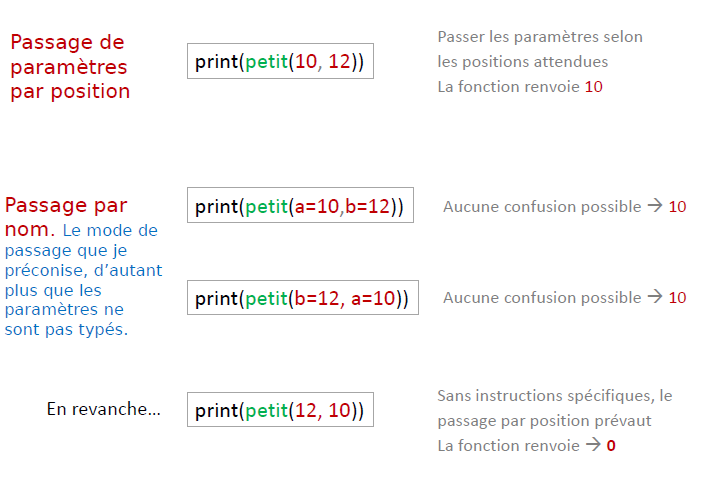 Passage de
paramètres
par position
print(petit(10, 12))
Passer les paramètres selon
les positions attendues
La fonction renvoie 10
Passage par
nom. Le mode de
passage que je
préconise, d’autant
plus que les
paramètres ne
sont pas typés.
print(petit(a=10,b=12))
Aucune confusion possible → 10
print(petit(b=12, a=10))
Aucune confusion possible → 10
En revanche…
print(petit(12, 10))
Sans instructions spécifiques, le
passage par position prévaut
La fonction renvoie → 0